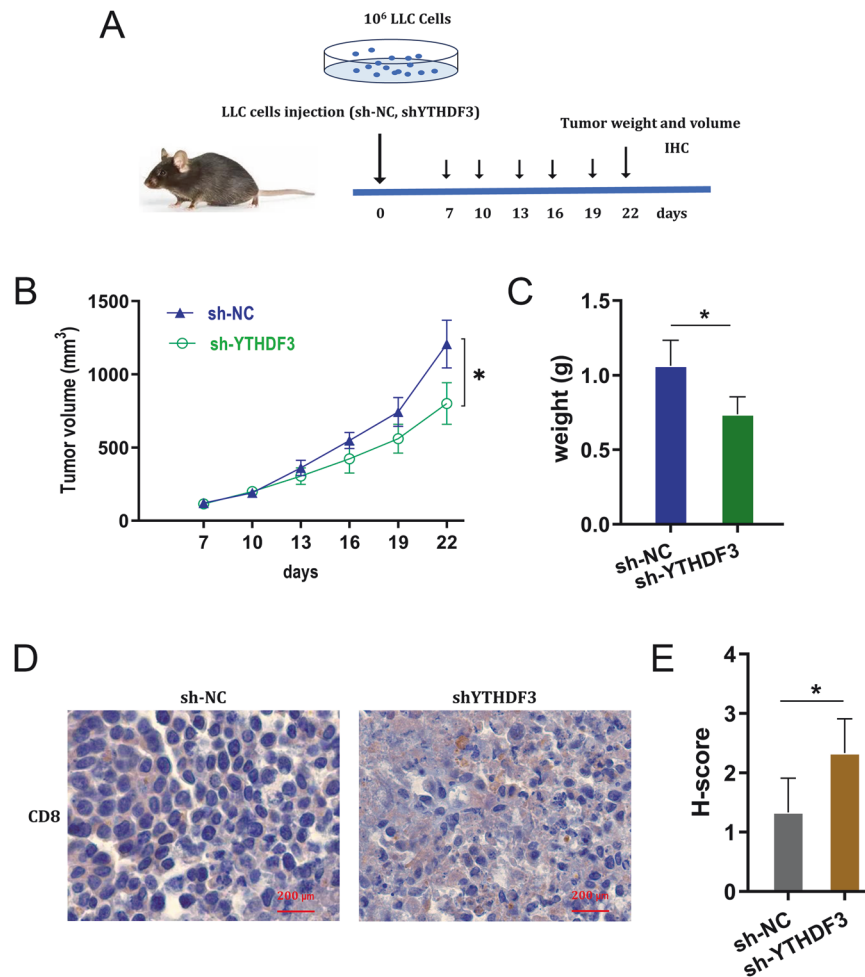 A
10⁶ LLC Cells
LLC cells injection (sh-NC, shYTHDF3)
Tumor weight and volume
IHC
0 7 10 13 16 19 22 days
B
Tumor volume (mm³)
1500
1000
500
0
sh-NC
sh-YTHDF3
*
7 10 13 16 19 22
days
C
weight (g)
1.5
1.0
0.5
0.0
*
sh-NC
sh-YTHDF3
D
sh-NC shYTHDF3
CD8
200 μm 200 μm
E
H-score
4
3
2
1
0
*
sh-NC
sh-YTHDF3